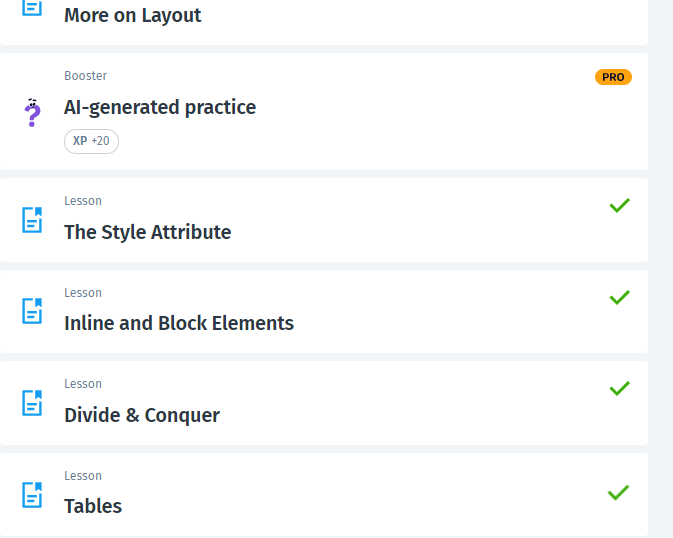 More on Layout
Booster
PRO
AI-generated practice
XP +20
Lesson
The Style Attribute
Lesson
Inline and Block Elements
Lesson
Divide & Conquer
Lesson
Tables